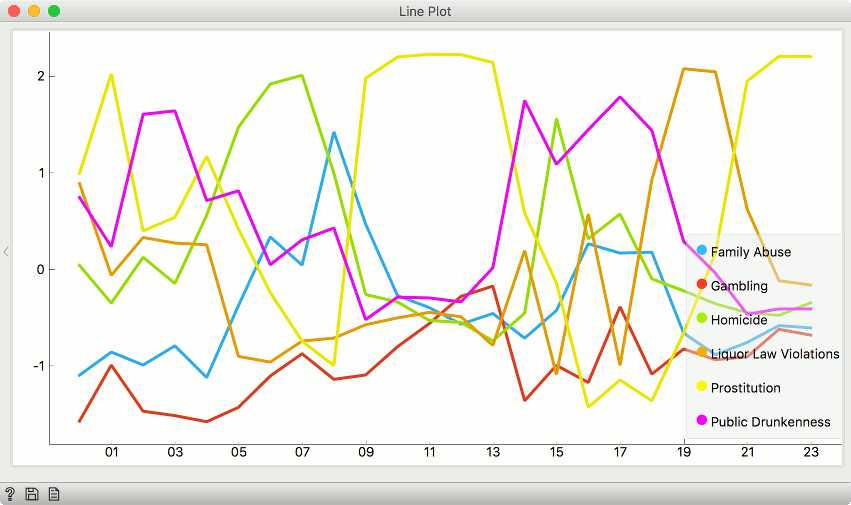 Line Plot
2
1
0
-1
Family Abuse
Gambling
Homicide
Liquor Law Violations
Prostitution
Public Drunkenness
01 03 05 07 09 11 13 15 17 19 21 23
?